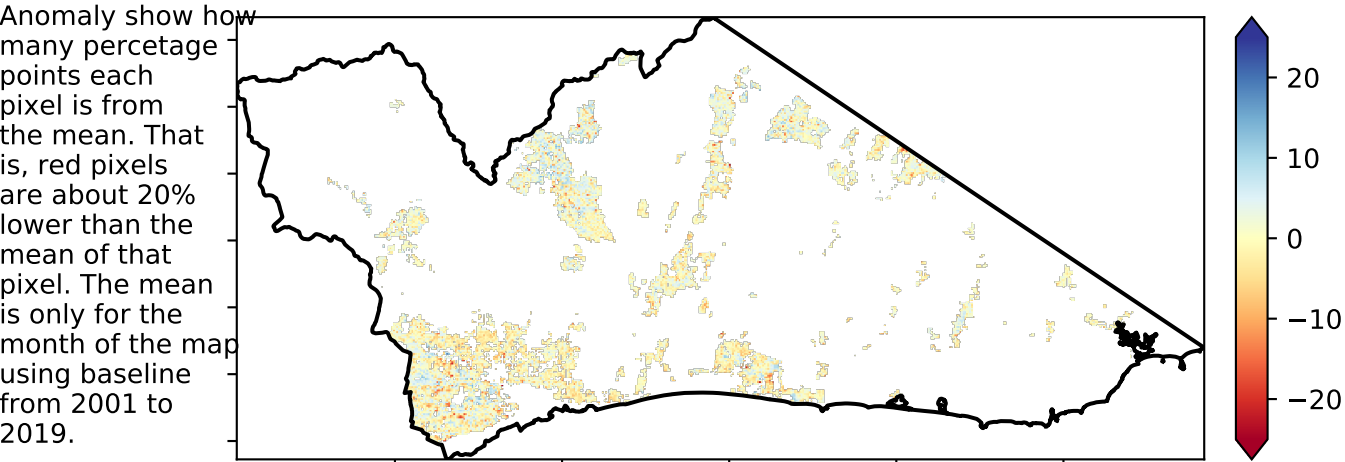 Anomaly show how
many percetage
points each
pixel is from
the mean. That
is, red pixels
are about 20%
lower than the
mean of that
pixel. The mean
is only for the
month of the map
using baseline
from 2001 to
2019.
20
10
0
−10
−20